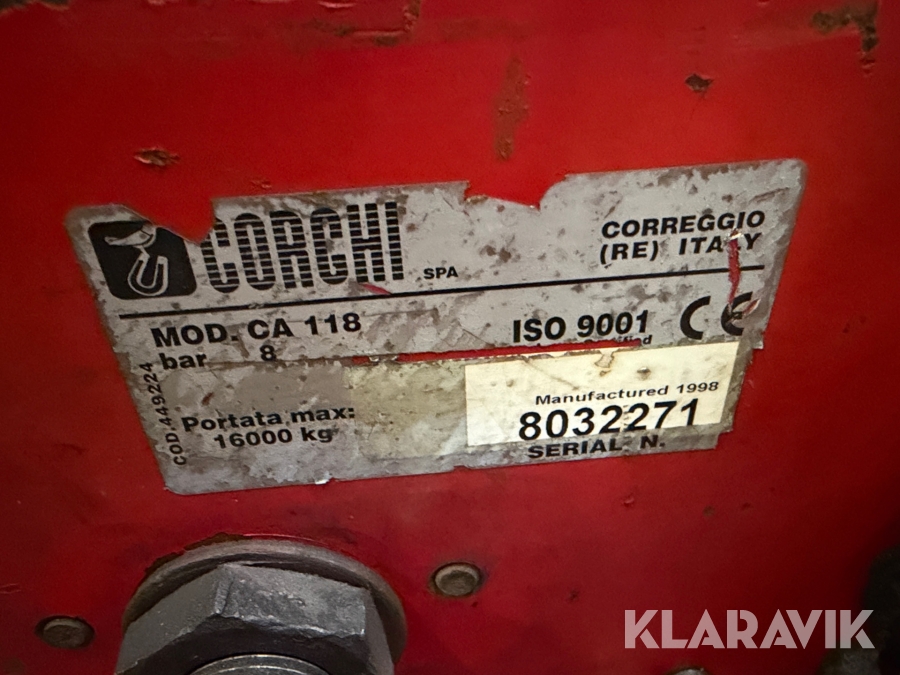 CORGHI SPA
CORREGGIO
(RE) ITALY
MOD. CA 118
bar 8
ISO 9001
CE
COD.449224
Portata max:
16000 kg
Manufactured 1998
8032271
SERIAL N.
KLARAVIK